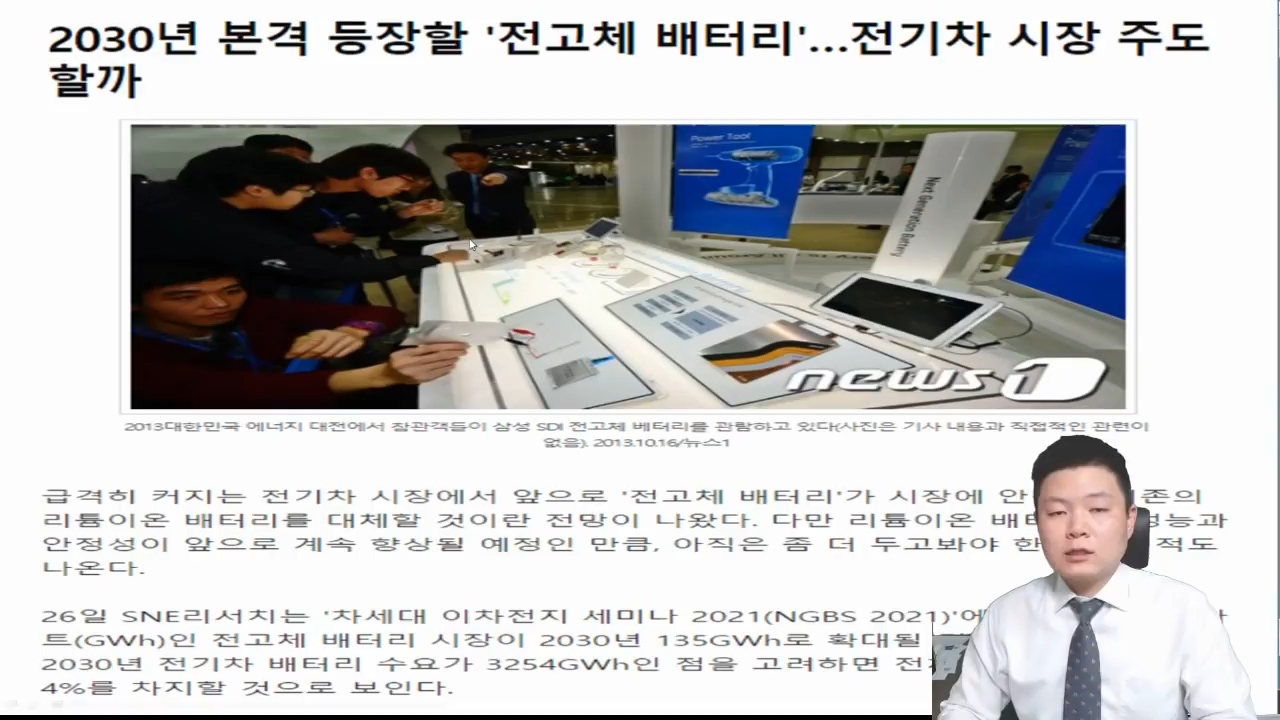 2030년 본격 등장할 '전고체 배터리'...전기차 시장 주도
할까
Power Tool
Next Generation Battery
news1
2013대한민국 에너지 대전에서 참관객들이 삼성 SDI 전고체 베터리를 관람하고 있다(사진은 기사 내용과 직접적인 관련이
없음). 2013.10.16/뉴스1
급격히 커지는 전기차 시장에서 앞으로 '전고체 배터리'가 시장에 안 존의
리튬이온 배터리를 대체할 것이란 전망이 나왔다. 다만 리튬이온 배 성능과
안정성이 앞으로 계속 향상될 예정인 만큼, 아직은 좀 더 두고봐야 한 적도
나온다.
26일 SNE리서치는 '차세대 이차전지 세미나 2021(NGBS 2021)'에
트(GWh)인 전고체 배터리 시장이 2030년 135GWh로 확대될
2030년 전기차 배터리 수요가 3254GWh인 점을 고려하면
4%를 차지할 것으로 보인다.